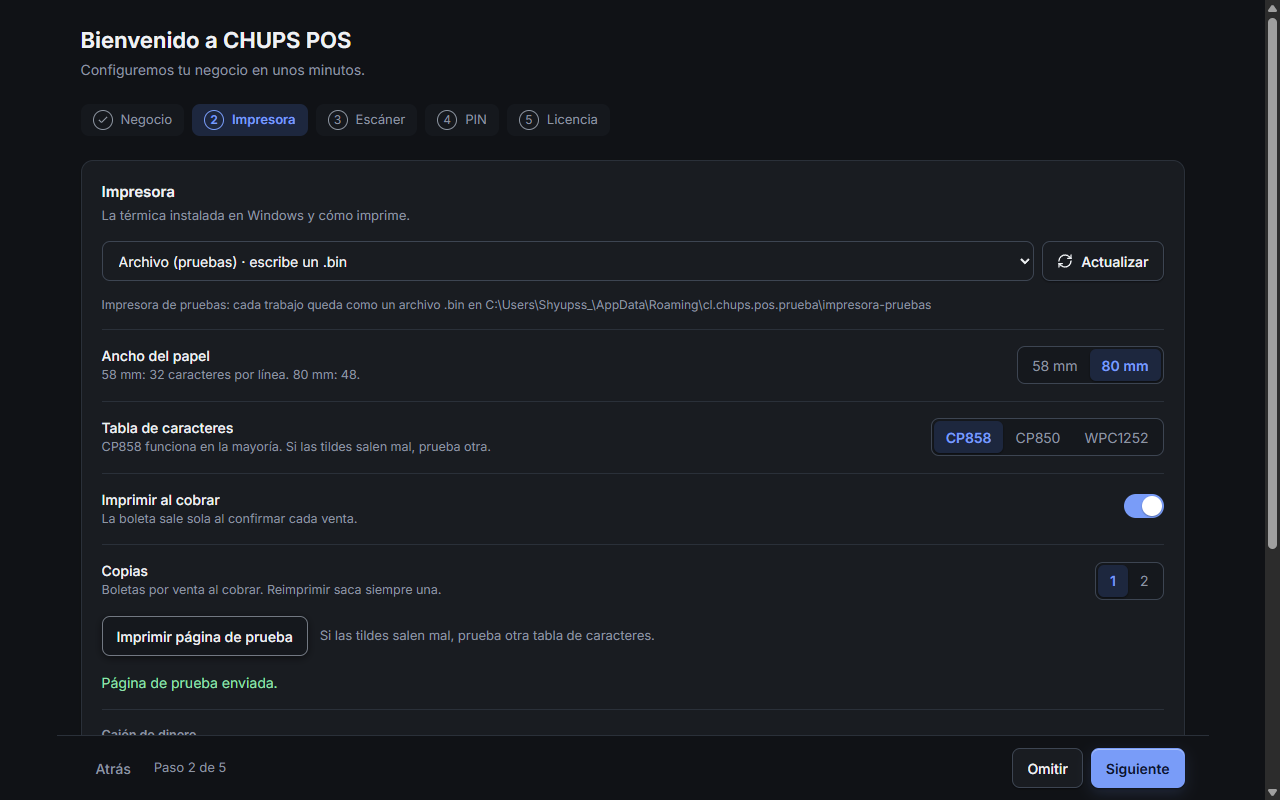 Bienvenido a CHUPS POS
Configuremos tu negocio en unos minutos.
Negocio
2 Impresora
3 Escáner
4 PIN
5 Licencia
Impresora
La térmica instalada en Windows y cómo imprime.
Archivo (pruebas) · escribe un .bin
Actualizar
Impresora de pruebas: cada trabajo queda como un archivo .bin en C:\Users\Shyupss_\AppData\Roaming\cl.chups.pos.prueba\impresora-pruebas
Ancho del papel
58 mm: 32 caracteres por línea. 80 mm: 48.
58 mm
80 mm
Tabla de caracteres
CP858 funciona en la mayoría. Si las tildes salen mal, prueba otra.
CP858
CP850
WPC1252
Imprimir al cobrar
La boleta sale sola al confirmar cada venta.
Copias
Boletas por venta al cobrar. Reimprimir saca siempre una.
1
2
Imprimir página de prueba
Si las tildes salen mal, prueba otra tabla de caracteres.
Página de prueba enviada.
Cajón de dinero
Atrás
Paso 2 de 5
Omitir
Siguiente